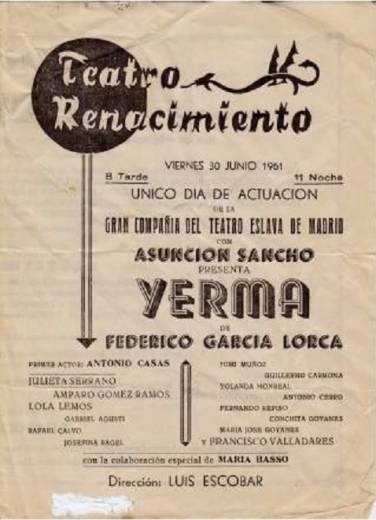 Teatro
Renacimiento
VIERNES 30 JUNIO 1961
8 Tarde 11 Noche
UNICO DIA DE ACTUACION
DE LA
GRAN COMPAÑIA DEL TEATRO ESLAVA DE MADRID
CON
ASUNCION SANCHO
PRESENTA
YERMA
DE
FEDERICO GARCIA LORCA
PRIMER ACTOR: ANTONIO CASAS
JULIETA SERRANO
AMPARO GOMEZ RAMOS
LOLA LEMOS
GABRIEL AGUSTI
RAFAEL CALVO
JOSEFINA RAGEL
MIMI MUÑOZ
GUILLERMO CARMONA
YOLANDA MONREAL
ANTONIO CERRO
FERNANDO REPISO
CONCHITA GOYANES
MARIA JOSE GOYANES
Y FRANCISCO VALLADARES
con la colaboración especial de MARIA BASSO
Dirección: LUIS ESCOBAR